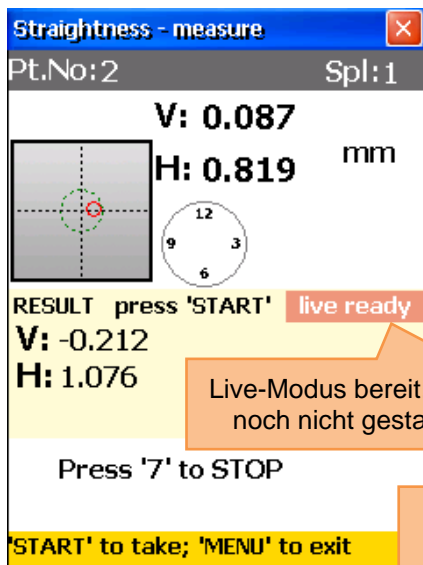 Straightness - measure
Pt.No:2 Spl:1
V: 0.087
mm
H: 0.819
12
9 3
6
RESULT press 'START' live ready
V: -0.212
H: 1.076
Live-Modus bereit
noch nicht
Press '7' to STOP
'START' to take; 'MENU' to exit